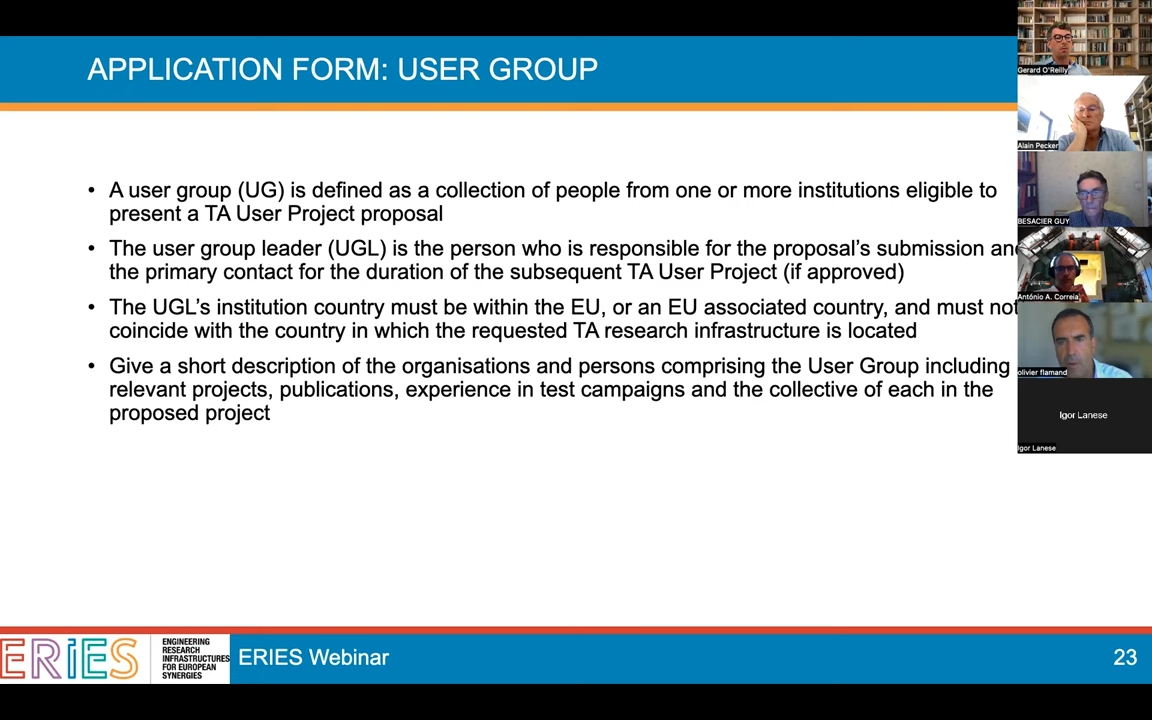 APPLICATION FORM: USER GROUP
• A user group (UG) is defined as a collection of people from one or more institutions eligible to
present a TA User Project proposal
• The user group leader (UGL) is the person who is responsible for the proposal's submission an
the primary contact for the duration of the subsequent TA User Project (if approved)
• The UGL's institution country must be within the EU, or an EU associated country, and must not
coincide with the country in which the requested TA research infrastructure is located
• Give a short description of the organisations and persons comprising the User Group including
relevant projects, publications, experience in test campaigns and the collective of each in the
proposed project
Gerard O'Reilly
Alain Pecker
BESACIER GUY
António A. Correia
olivier flamand
Igor Lanese
Igor Lanese
ERIES
ENGINEERING
RESEARCH
INFRASTRUCTURES
FOR EUROPEAN
SYNERGIES
ERIES Webinar
23